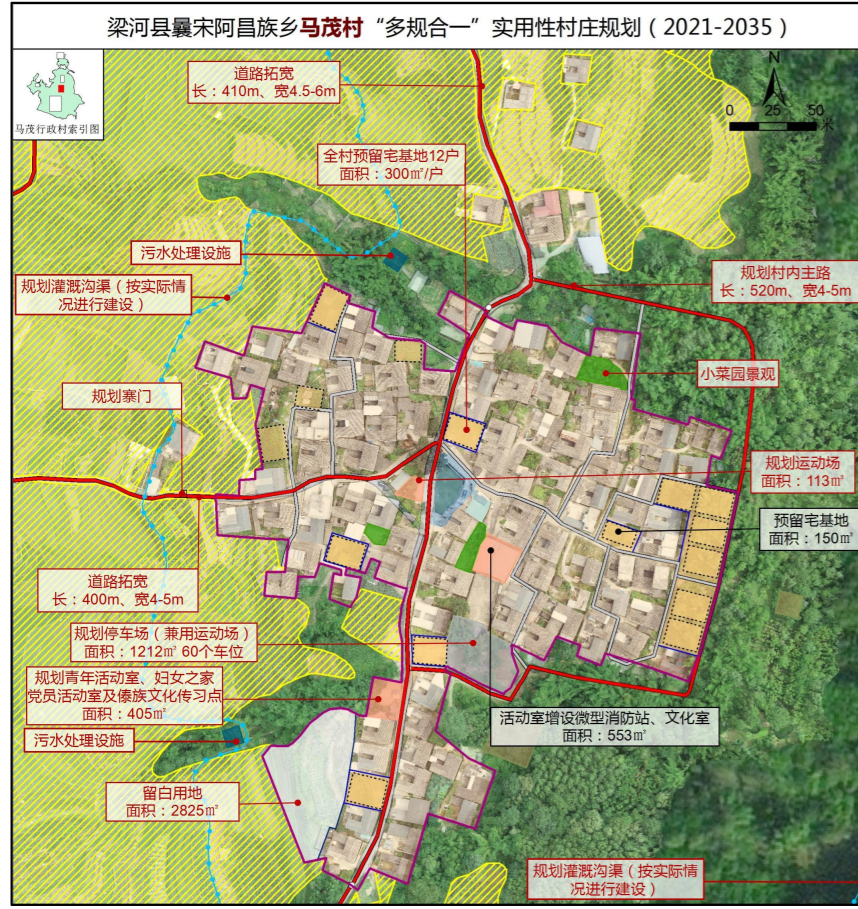 梁河县曩宋阿昌族乡马茂村“多规合一”实用性村庄规划（2021-2035）
马茂行政村索引图
道路拓宽
长：410m、宽4.5-6m
N
0 25 50
米
全村预留宅基地12户
面积：300㎡/户
污水处理设施
规划灌溉沟渠（按实际情
况进行建设）
规划村内主路
长：520m、宽4-5m
小菜园景观
规划寨门
规划运动场
面积：113㎡
预留宅基地
面积：150㎡
道路拓宽
长：400m、宽4-5m
规划停车场（兼用运动场）
面积：1212㎡ 60个车位
规划青年活动室、妇女之家
党员活动室及傣族文化传习点
面积：405㎡
活动室增设微型消防站、文化室
面积：553㎡
污水处理设施
留白用地
面积：2825㎡
规划灌溉沟渠（按实际情
况进行建设）